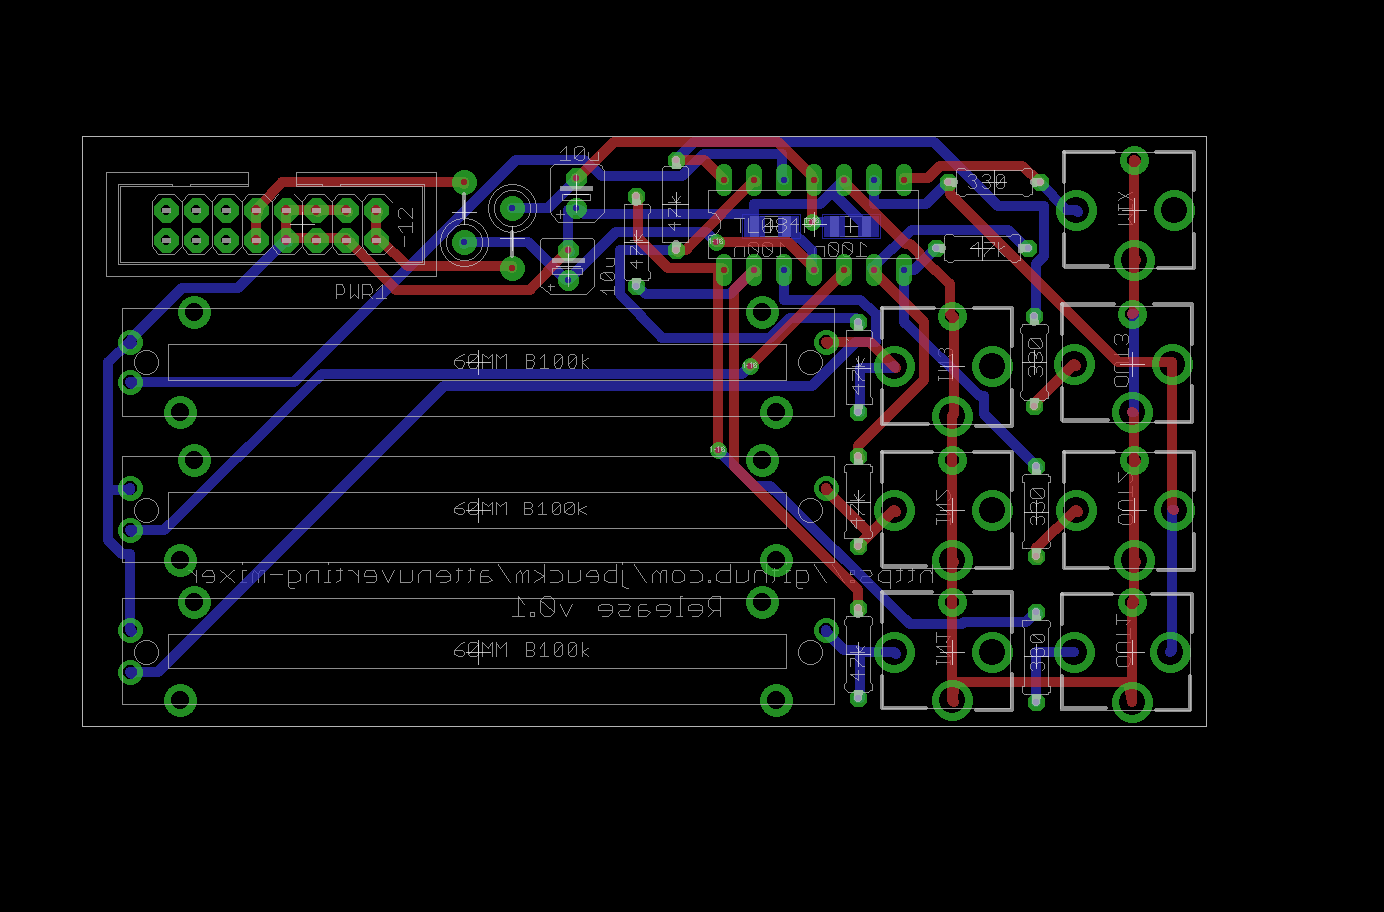 10u
330
MIX
-12
47k
47k
TL084
47k
100n
100n
10u
PWR1
60MM B100k
47k
IN3
330
OUT3
60MM B100k
47k
IN2
330
OUT2
https://github.com/jbeuckm/attenuverting-mixer
Release v0.1
60MM B100k
47k
IN1
330
OUT1